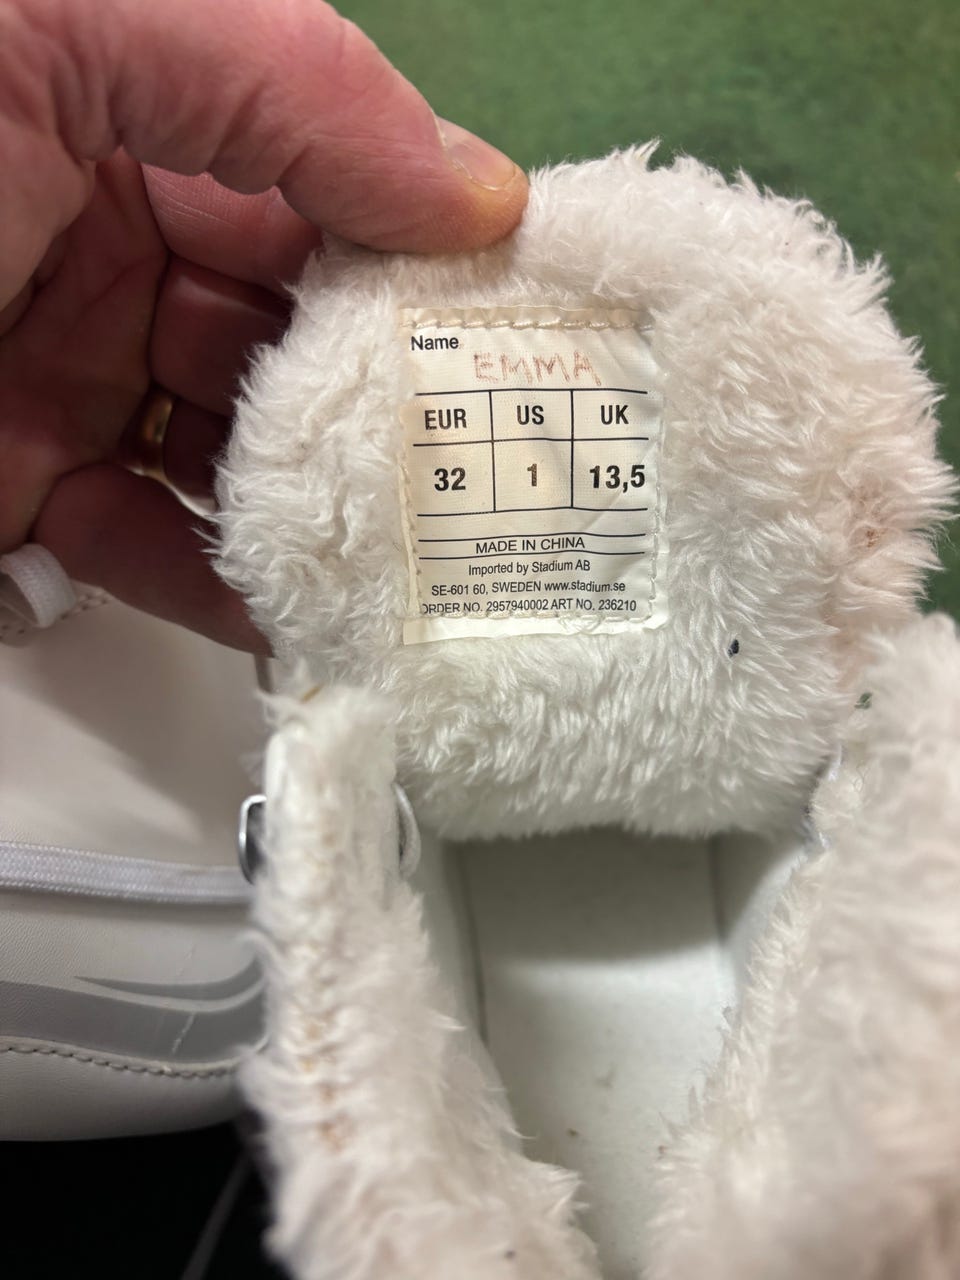 Name
EMMA
EUR US UK
32 1 13,5
MADE IN CHINA
Imported by Stadium AB
SE-601 60, SWEDEN www.stadium.se
ORDER NO. 2957940002 ART NO. 236210